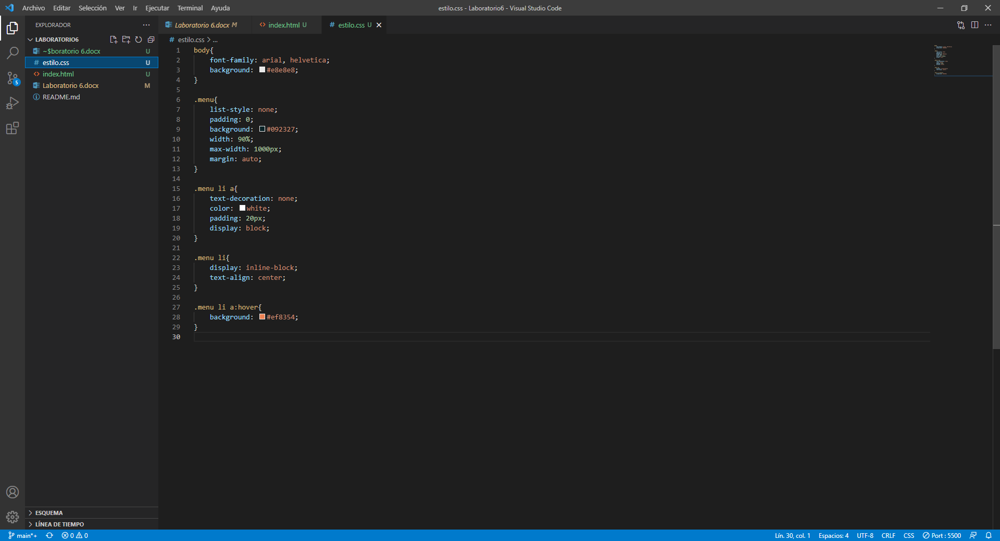 Archivo Editar Selección Ver Ir Ejecutar Terminal Ayuda
estilo.css - Laboratorio6 - Visual Studio Code
EXPLORADOR
LABORATORIO6
~$boratorio 6.docx U
estilo.css U
index.html U
Laboratorio 6.docx M
README.md
5
ESQUEMA
LÍNEA DE TIEMPO
Laboratorio 6.docx M
index.html U
estilo.css U
# estilo.css > ...
1 body{
2 font-family: arial, helvetica;
3 background: #e8e8e8;
4 }
5
6 .menu{
7 list-style: none;
8 padding: 0;
9 background: #092327;
10 width: 90%;
11 max-width: 1000px;
12 margin: auto;
13 }
14
15 .menu li a{
16 text-decoration: none;
17 color: white;
18 padding: 20px;
19 display: block;
20 }
21
22 .menu li{
23 display: inline-block;
24 text-align: center;
25 }
26
27 .menu li a:hover{
28 background: #ef8354;
29 }
30
main*+ 0 0
Lín. 30, col. 1 Espacios: 4 UTF-8 CRLF CSS Port : 5500